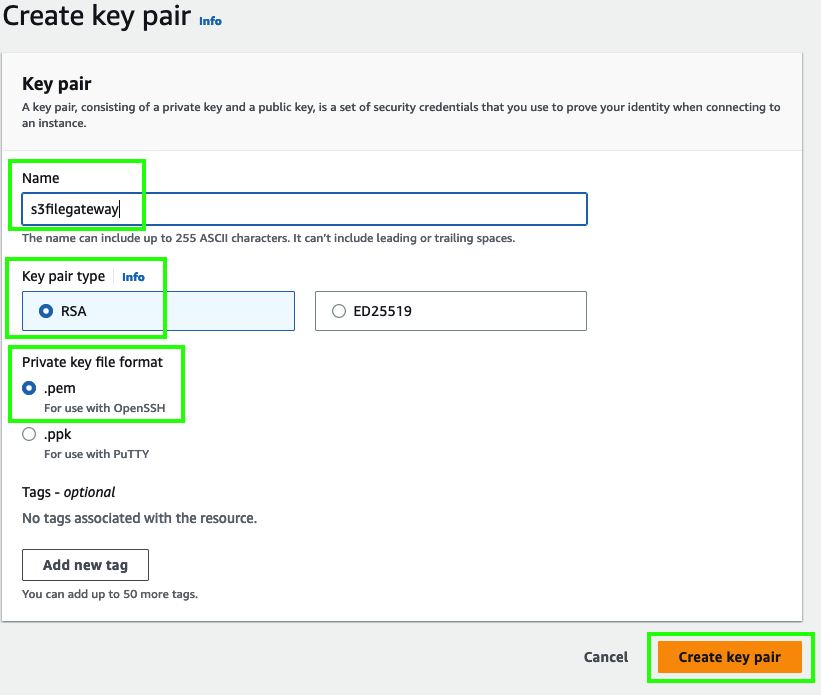 Create key pair Info
Key pair
A key pair, consisting of a private key and a public key, is a set of security credentials that you use to prove your identity when connecting to
an instance.
Name
s3filegateway
The name can include up to 255 ASCII characters. It can't include leading or trailing spaces.
Key pair type Info
RSA ED25519
Private key file format
.pem
For use with OpenSSH
.ppk
For use with PuTTY
Tags - optional
No tags associated with the resource.
Add new tag
You can add up to 50 more tags.
Cancel Create key pair